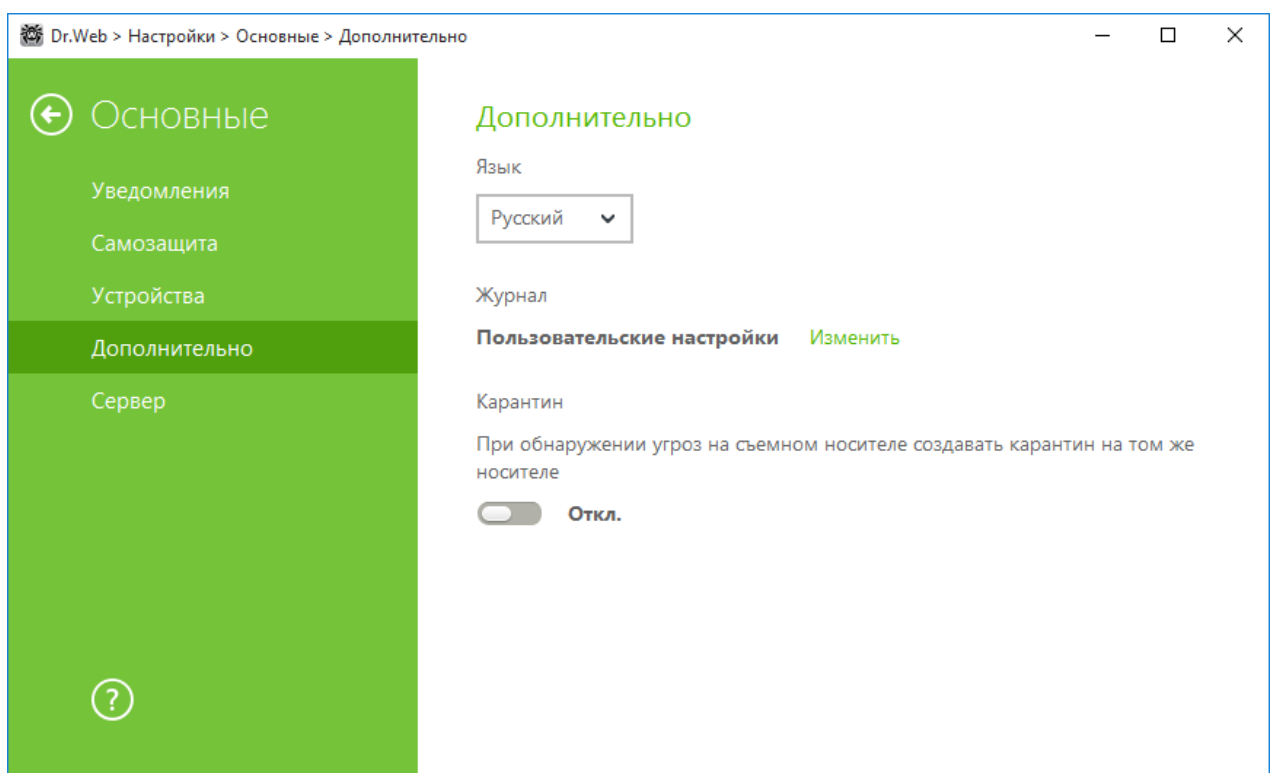 Dr.Web > Настройки > Основные > Дополнительно
Основные
Уведомления
Самозащита
Устройства
Дополнительно
Сервер
?
Дополнительно
Язык
Русский
Журнал
Пользовательские настройки Изменить
Карантин
При обнаружении угроз на съемном носителе создавать карантин на том же
носителе
Откл.